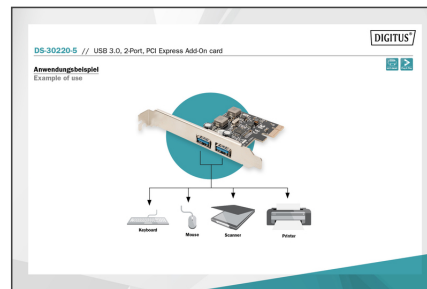 DIGITUS®
DS-30220-5 // USB 3.0, 2-Port, PCI Express Add-On card
Anwendungsbeispiel
Example of use
Keyboard
Mouse
Scanner
Printer